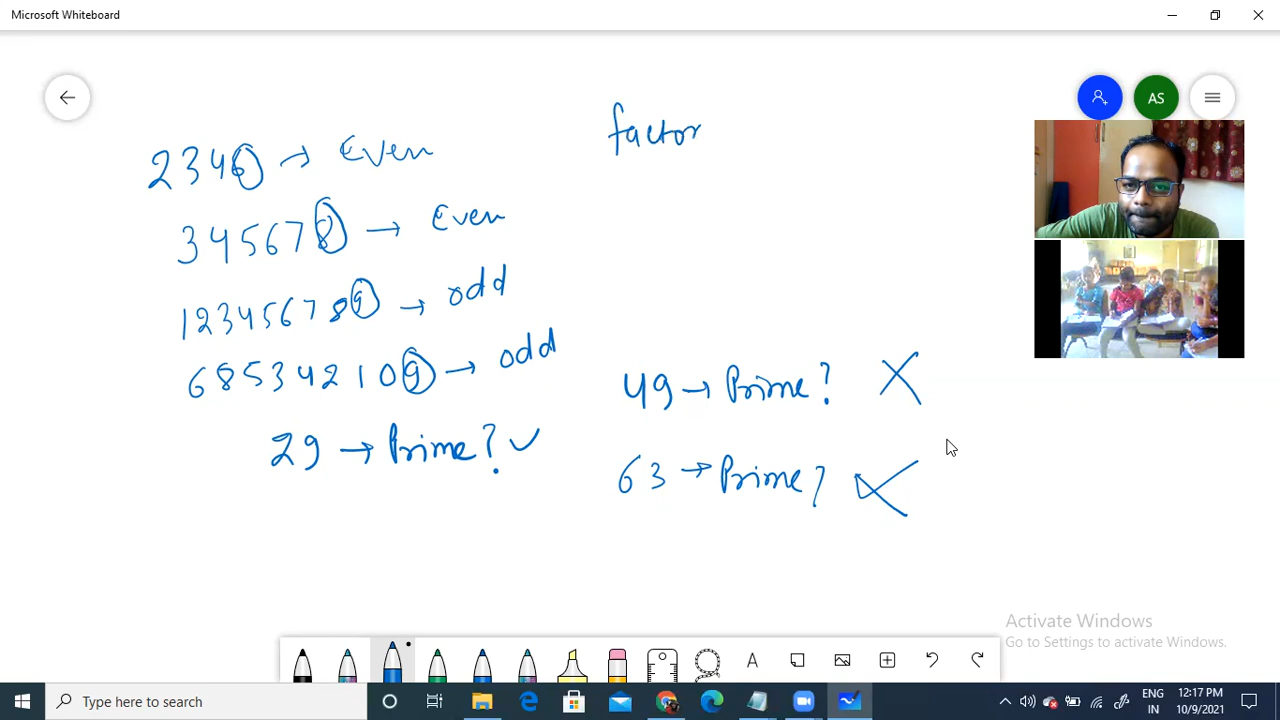 Microsoft Whiteboard
AS
factor
2346 → Even
345678 → Even
123456789 → odd
685342109 → odd
29 → Prime? ✓
49 → Prime? X
63 → Prime? X
Activate Windows
Go to Settings to activate Windows.
A
Type here to search
ENG
IN
12:17 PM
10/9/2021